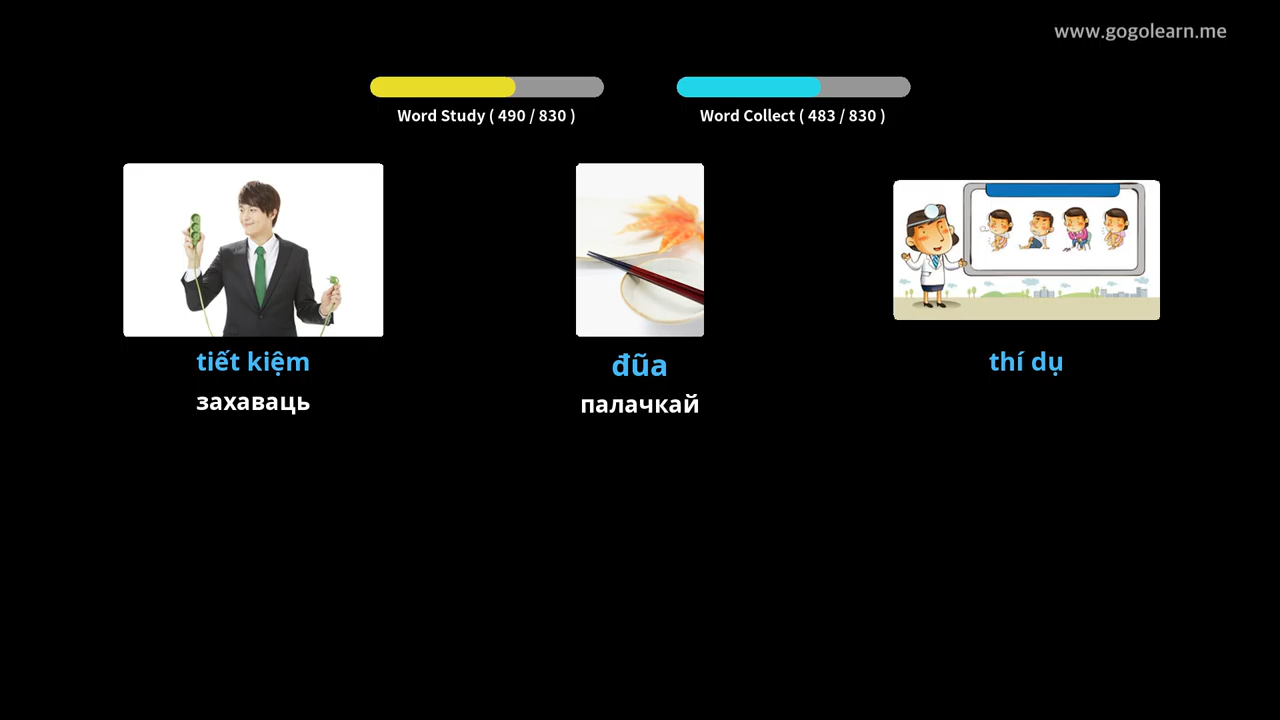 www.gogolearn.me
Word Study ( 490 / 830 )
Word Collect ( 483 / 830 )
tiết kiệm
захаваць
đũa
палачкай
thí dụ